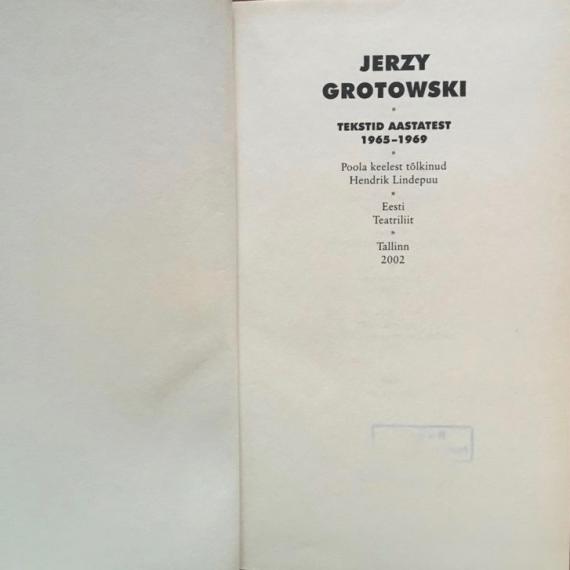 JERZY
GROTOWSKI
TEKSTID AASTATEST
1965–1969
Poola keelest tõlkinud
Hendrik Lindepuu
Eesti
Teatriliit
Tallinn
2002